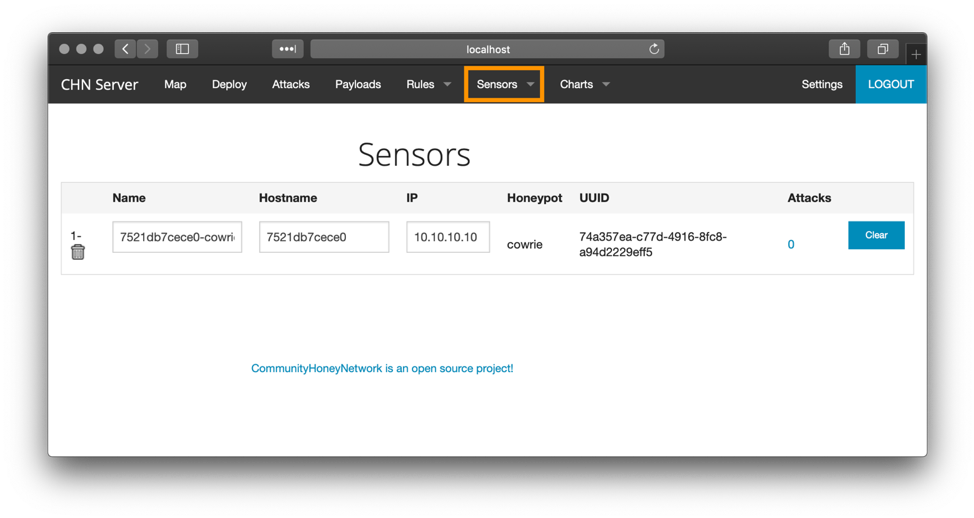 localhost
CHN Server Map Deploy Attacks Payloads Rules Sensors Charts Settings LOGOUT
Sensors
Name Hostname IP Honeypot UUID Attacks
1- 7521db7cece0-cowri 7521db7cece0 10.10.10.10 cowrie 74a357ea-c77d-4916-8fc8- 0 Clear
a94d2229eff5
CommunityHoneyNetwork is an open source project!